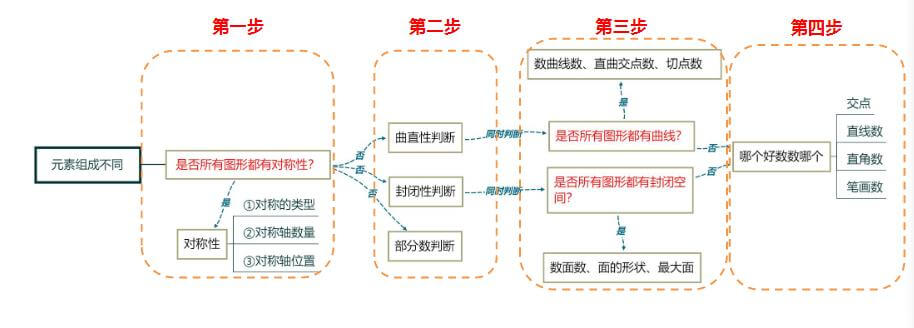 第一步
第二步
第三步
第四步
元素组成不同
是否所有图形都有对称性?
是
对称性
①对称的类型
②对称轴数量
③对称轴位置
否
否
否
曲直性判断
封闭性判断
部分数判断
同时判断
同时判断
数曲线数、直曲交点数、切点数
是
是否所有图形都有曲线?
是否所有图形都有封闭空
间?
是
数面数、面的形状、最大面
否
否
哪个好数数哪个
交点
直线数
直角数
笔画数